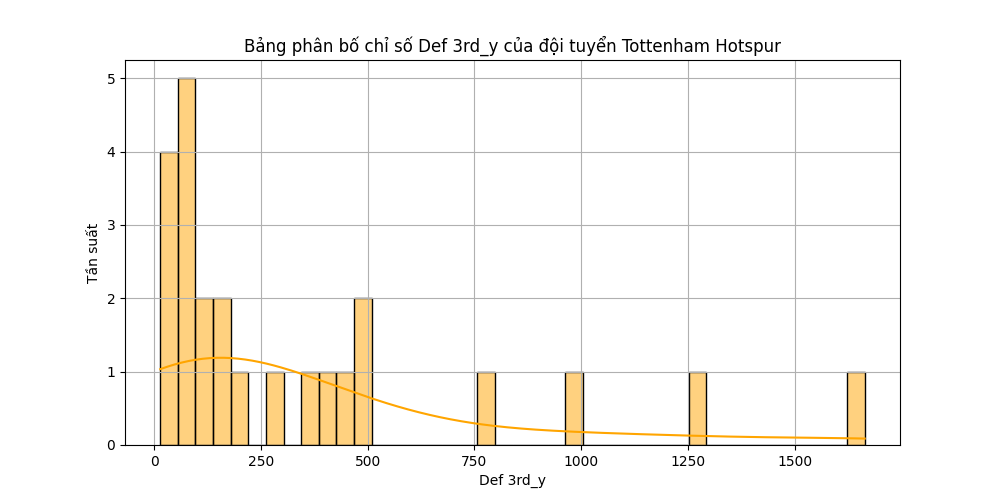 Bảng phân bố chỉ số Def 3rd_y của đội tuyển Tottenham Hotspur
5
4
3
2
1
0
Tần suất
0 250 500 750 1000 1250 1500
Def 3rd_y